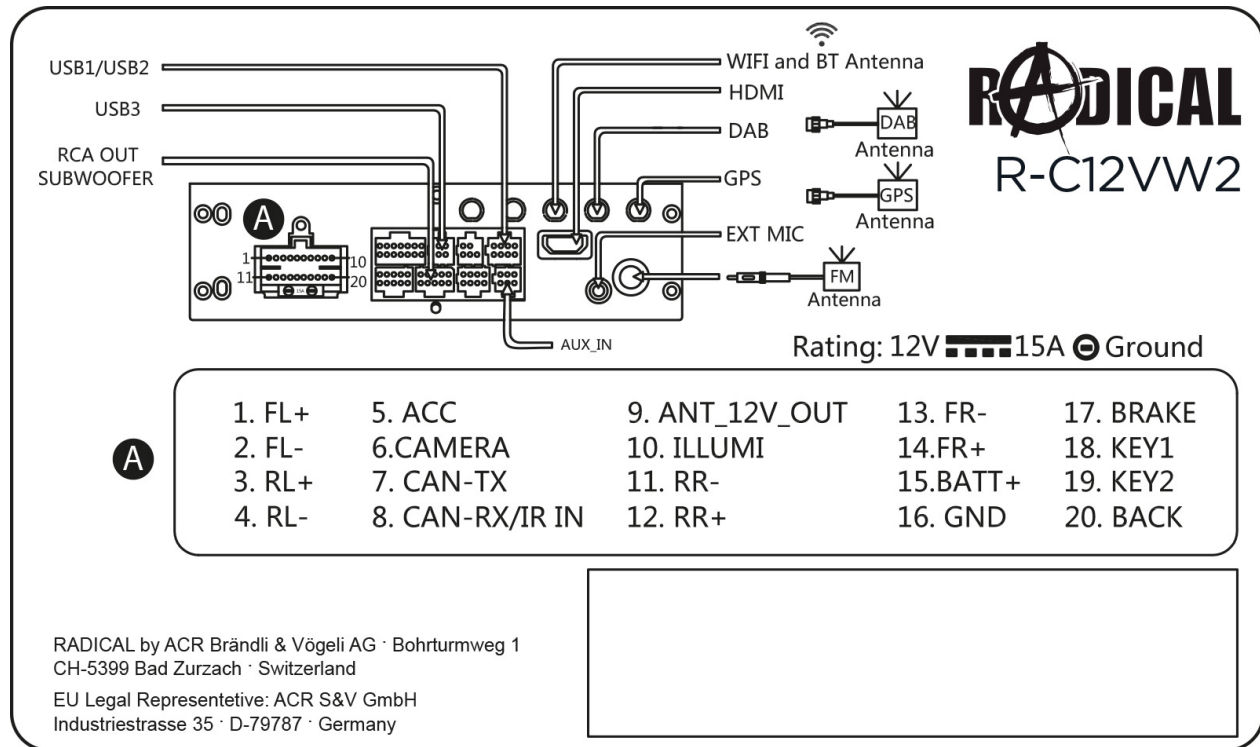 USB1/USB2
USB3
RCA OUT
SUBWOOFER
WIFI and BT Antenna
HDMI
DAB
GPS
EXT MIC
DAB
Antenna
GPS
Antenna
FM
Antenna
RADICAL
R-C12VW2
A
1
10
11
20
15A
AUX_IN
Rating: 12V 15A Ground
A
1. FL+ 5. ACC 9. ANT_12V_OUT 13. FR- 17. BRAKE
2. FL- 6.CAMERA 10. ILLUMI 14.FR+ 18. KEY1
3. RL+ 7. CAN-TX 11. RR- 15.BATT+ 19. KEY2
4. RL- 8. CAN-RX/IR IN 12. RR+ 16. GND 20. BACK
RADICAL by ACR Brändli & Vögeli AG · Bohrturmweg 1
CH-5399 Bad Zurzach · Switzerland
EU Legal Representetive: ACR S&V GmbH
Industriestrasse 35 · D-79787 · Germany